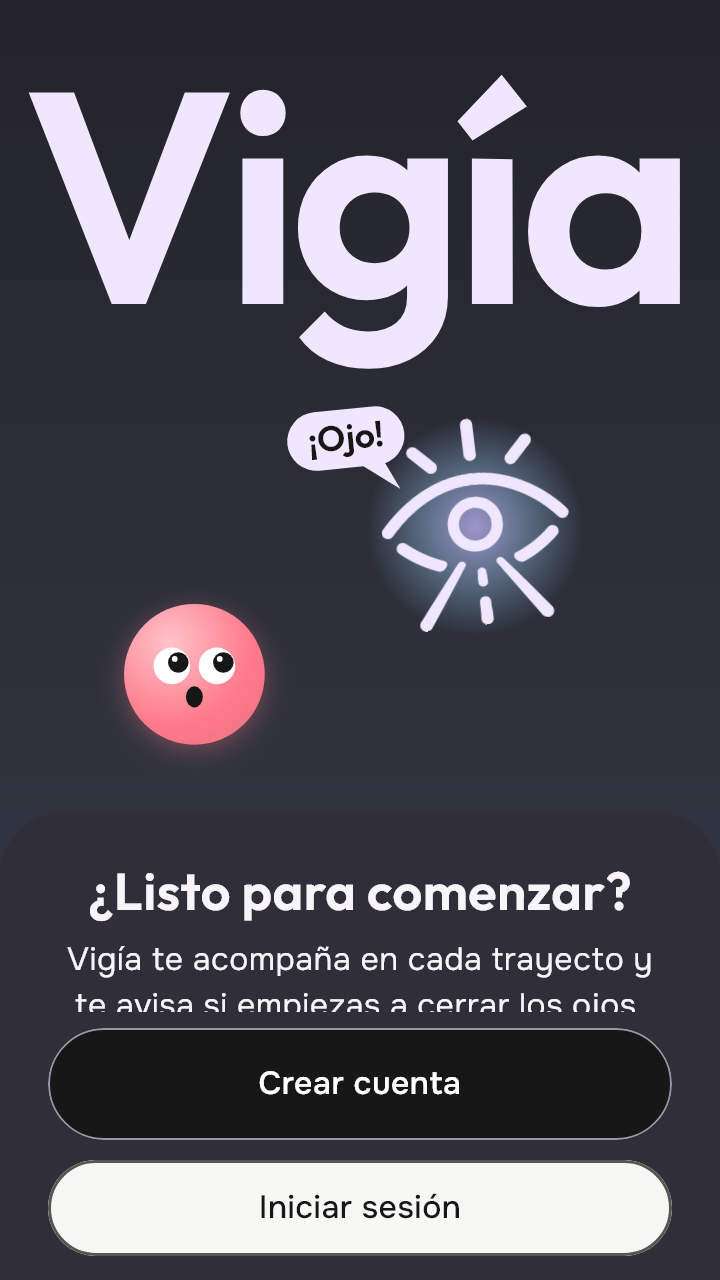 Vigía
¡Ojo!
¿Listo para comenzar?
Vigía te acompaña en cada trayecto y
te avisa si empiezas a cerrar los ojos
Crear cuenta
Iniciar sesión